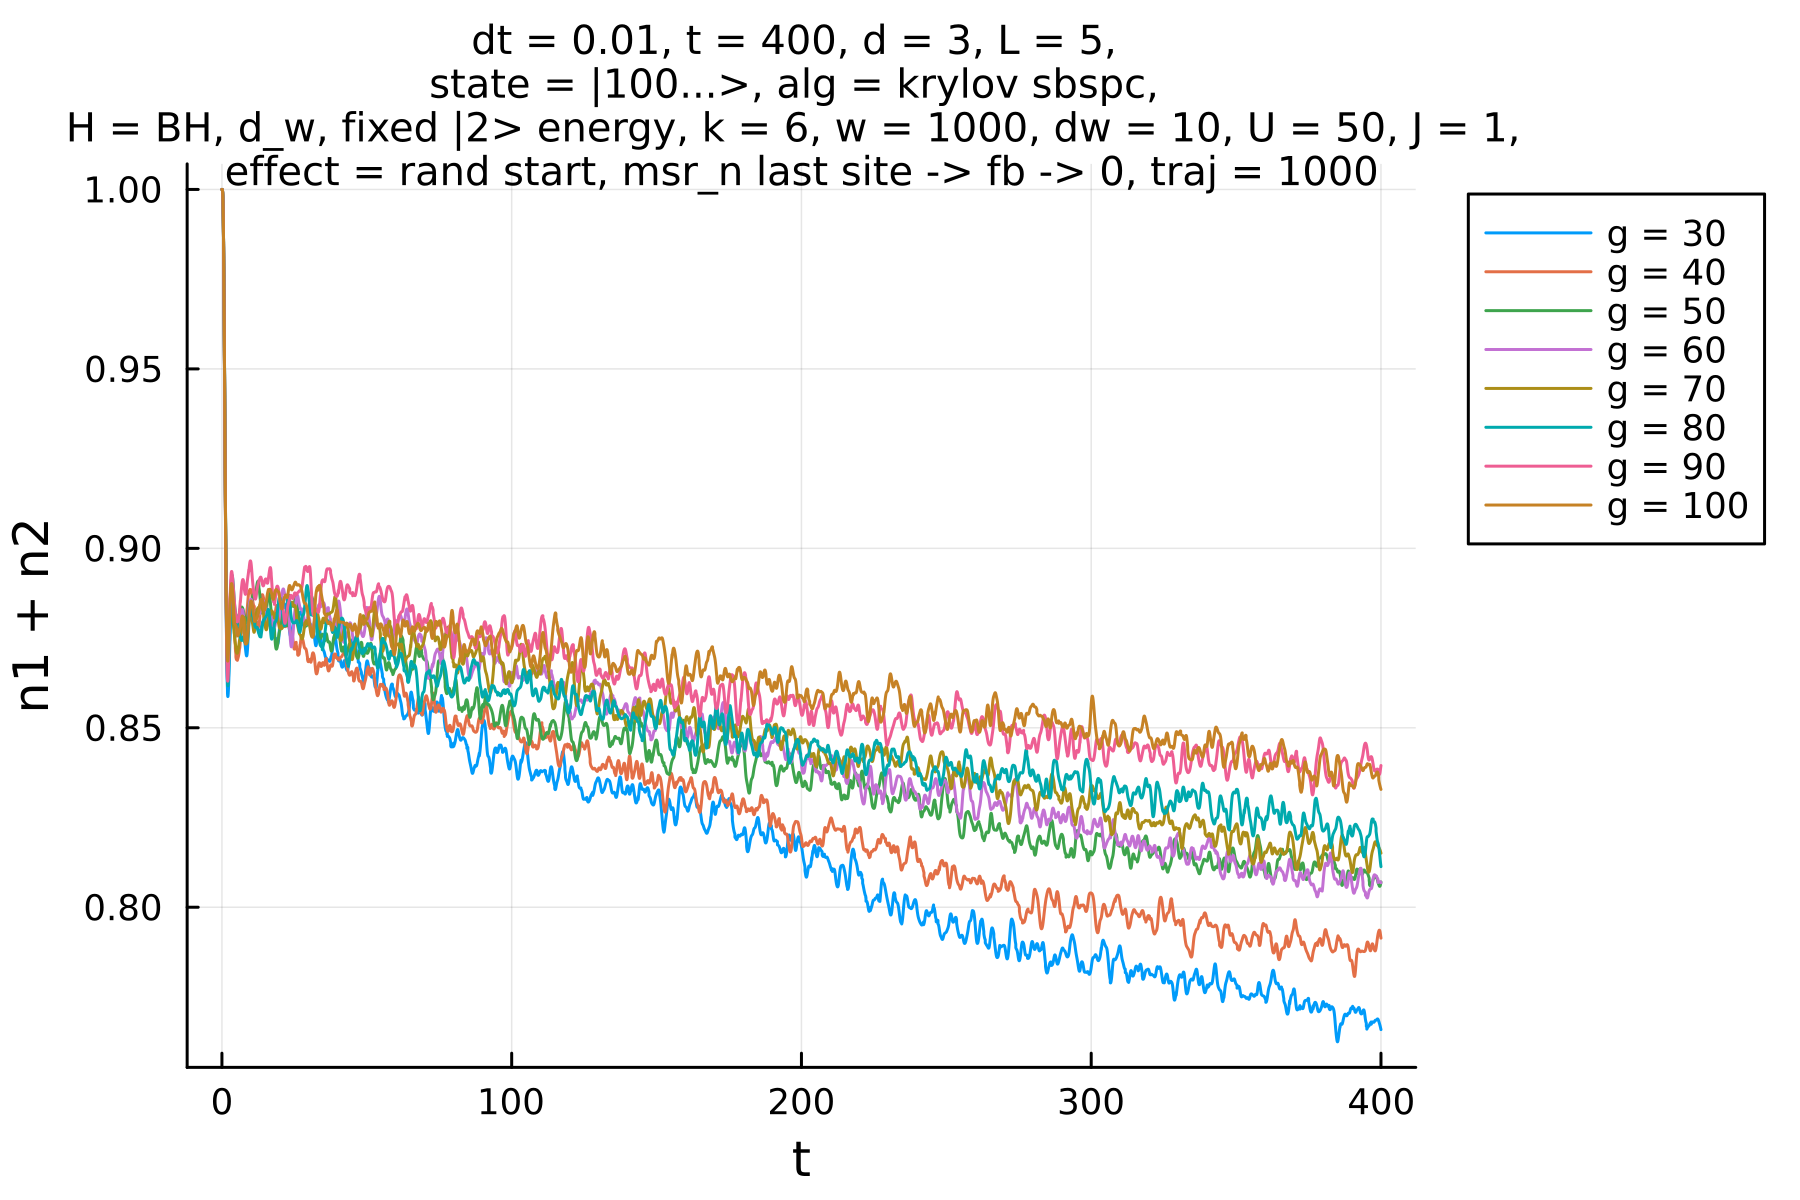 dt = 0.01, t = 400, d = 3, L = 5,
state = |100...>, alg = krylov sbspc,
H = BH, d_w, fixed |2> energy, k = 6, w = 1000, dw = 10, U = 50, J = 1,
effect = rand start, msr_n last site -> fb -> 0, traj = 1000
1.00
0.95
0.90
0.85
0.80
n1 + n2
0
100
200
300
400
t
g = 30
g = 40
g = 50
g = 60
g = 70
g = 80
g = 90
g = 100